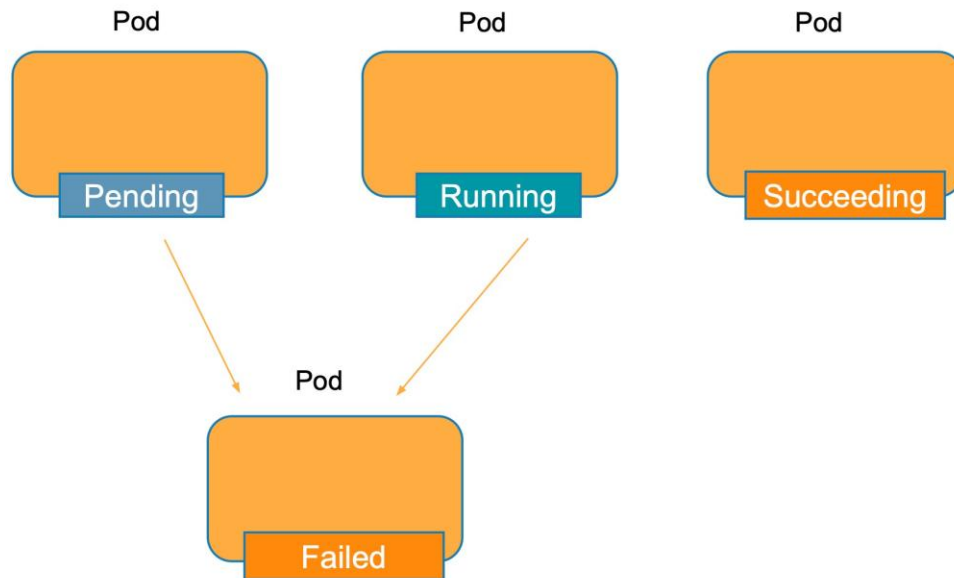 Pod
Pod
Pod
Pending
Running
Succeeding
Pod
Failed